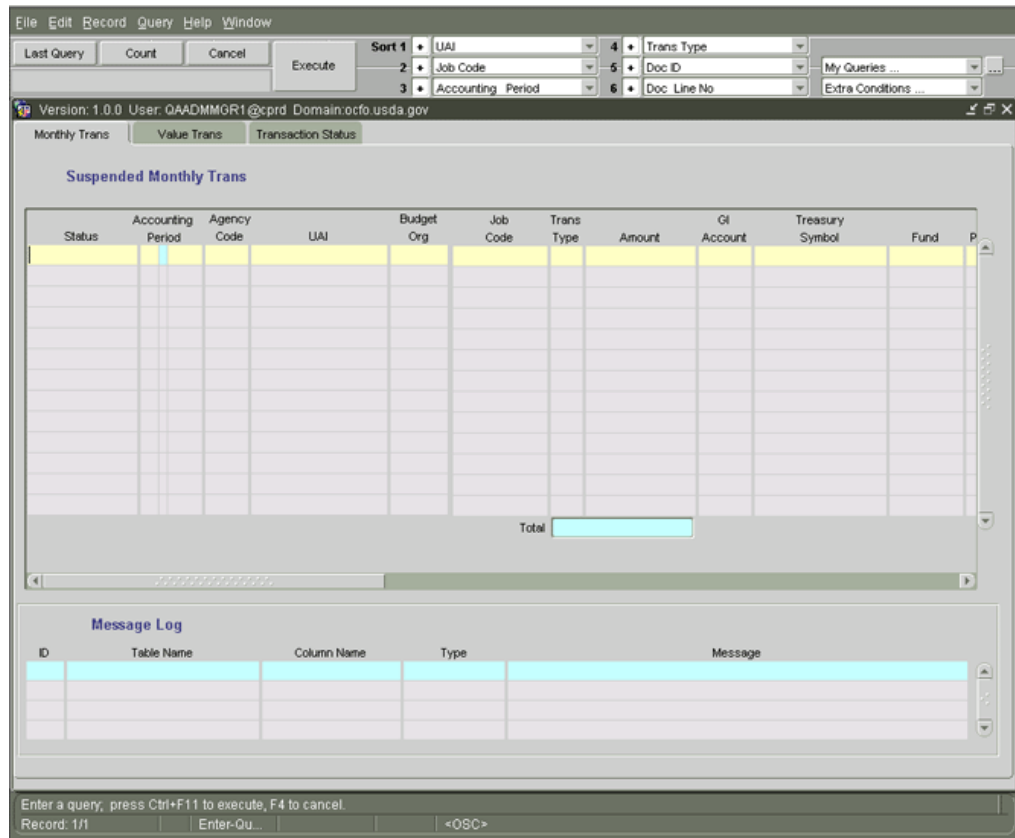 File Edit Record Query Help Window
Last Query Count Cancel Execute Sort 1 + UAI 4 + Trans Type
2 + Job Code 5 + Doc ID My Queries ... ...
3 + Accounting Period 6 + Doc Line No Extra Conditions ...
Version: 1.0.0 User: QAADMMGR1@cprd Domain:ocfo.usda.gov
Monthly Trans Value Trans Transaction Status
Suspended Monthly Trans
Accounting Agency Budget Job Trans Gl Treasury
Status Period Code UAI Org Code Type Amount Account Symbol Fund P
Total
Message Log
ID Table Name Column Name Type Message
Enter a query; press Ctrl+F11 to execute, F4 to cancel.
Record: 1/1 Enter-Qu... <OSC>